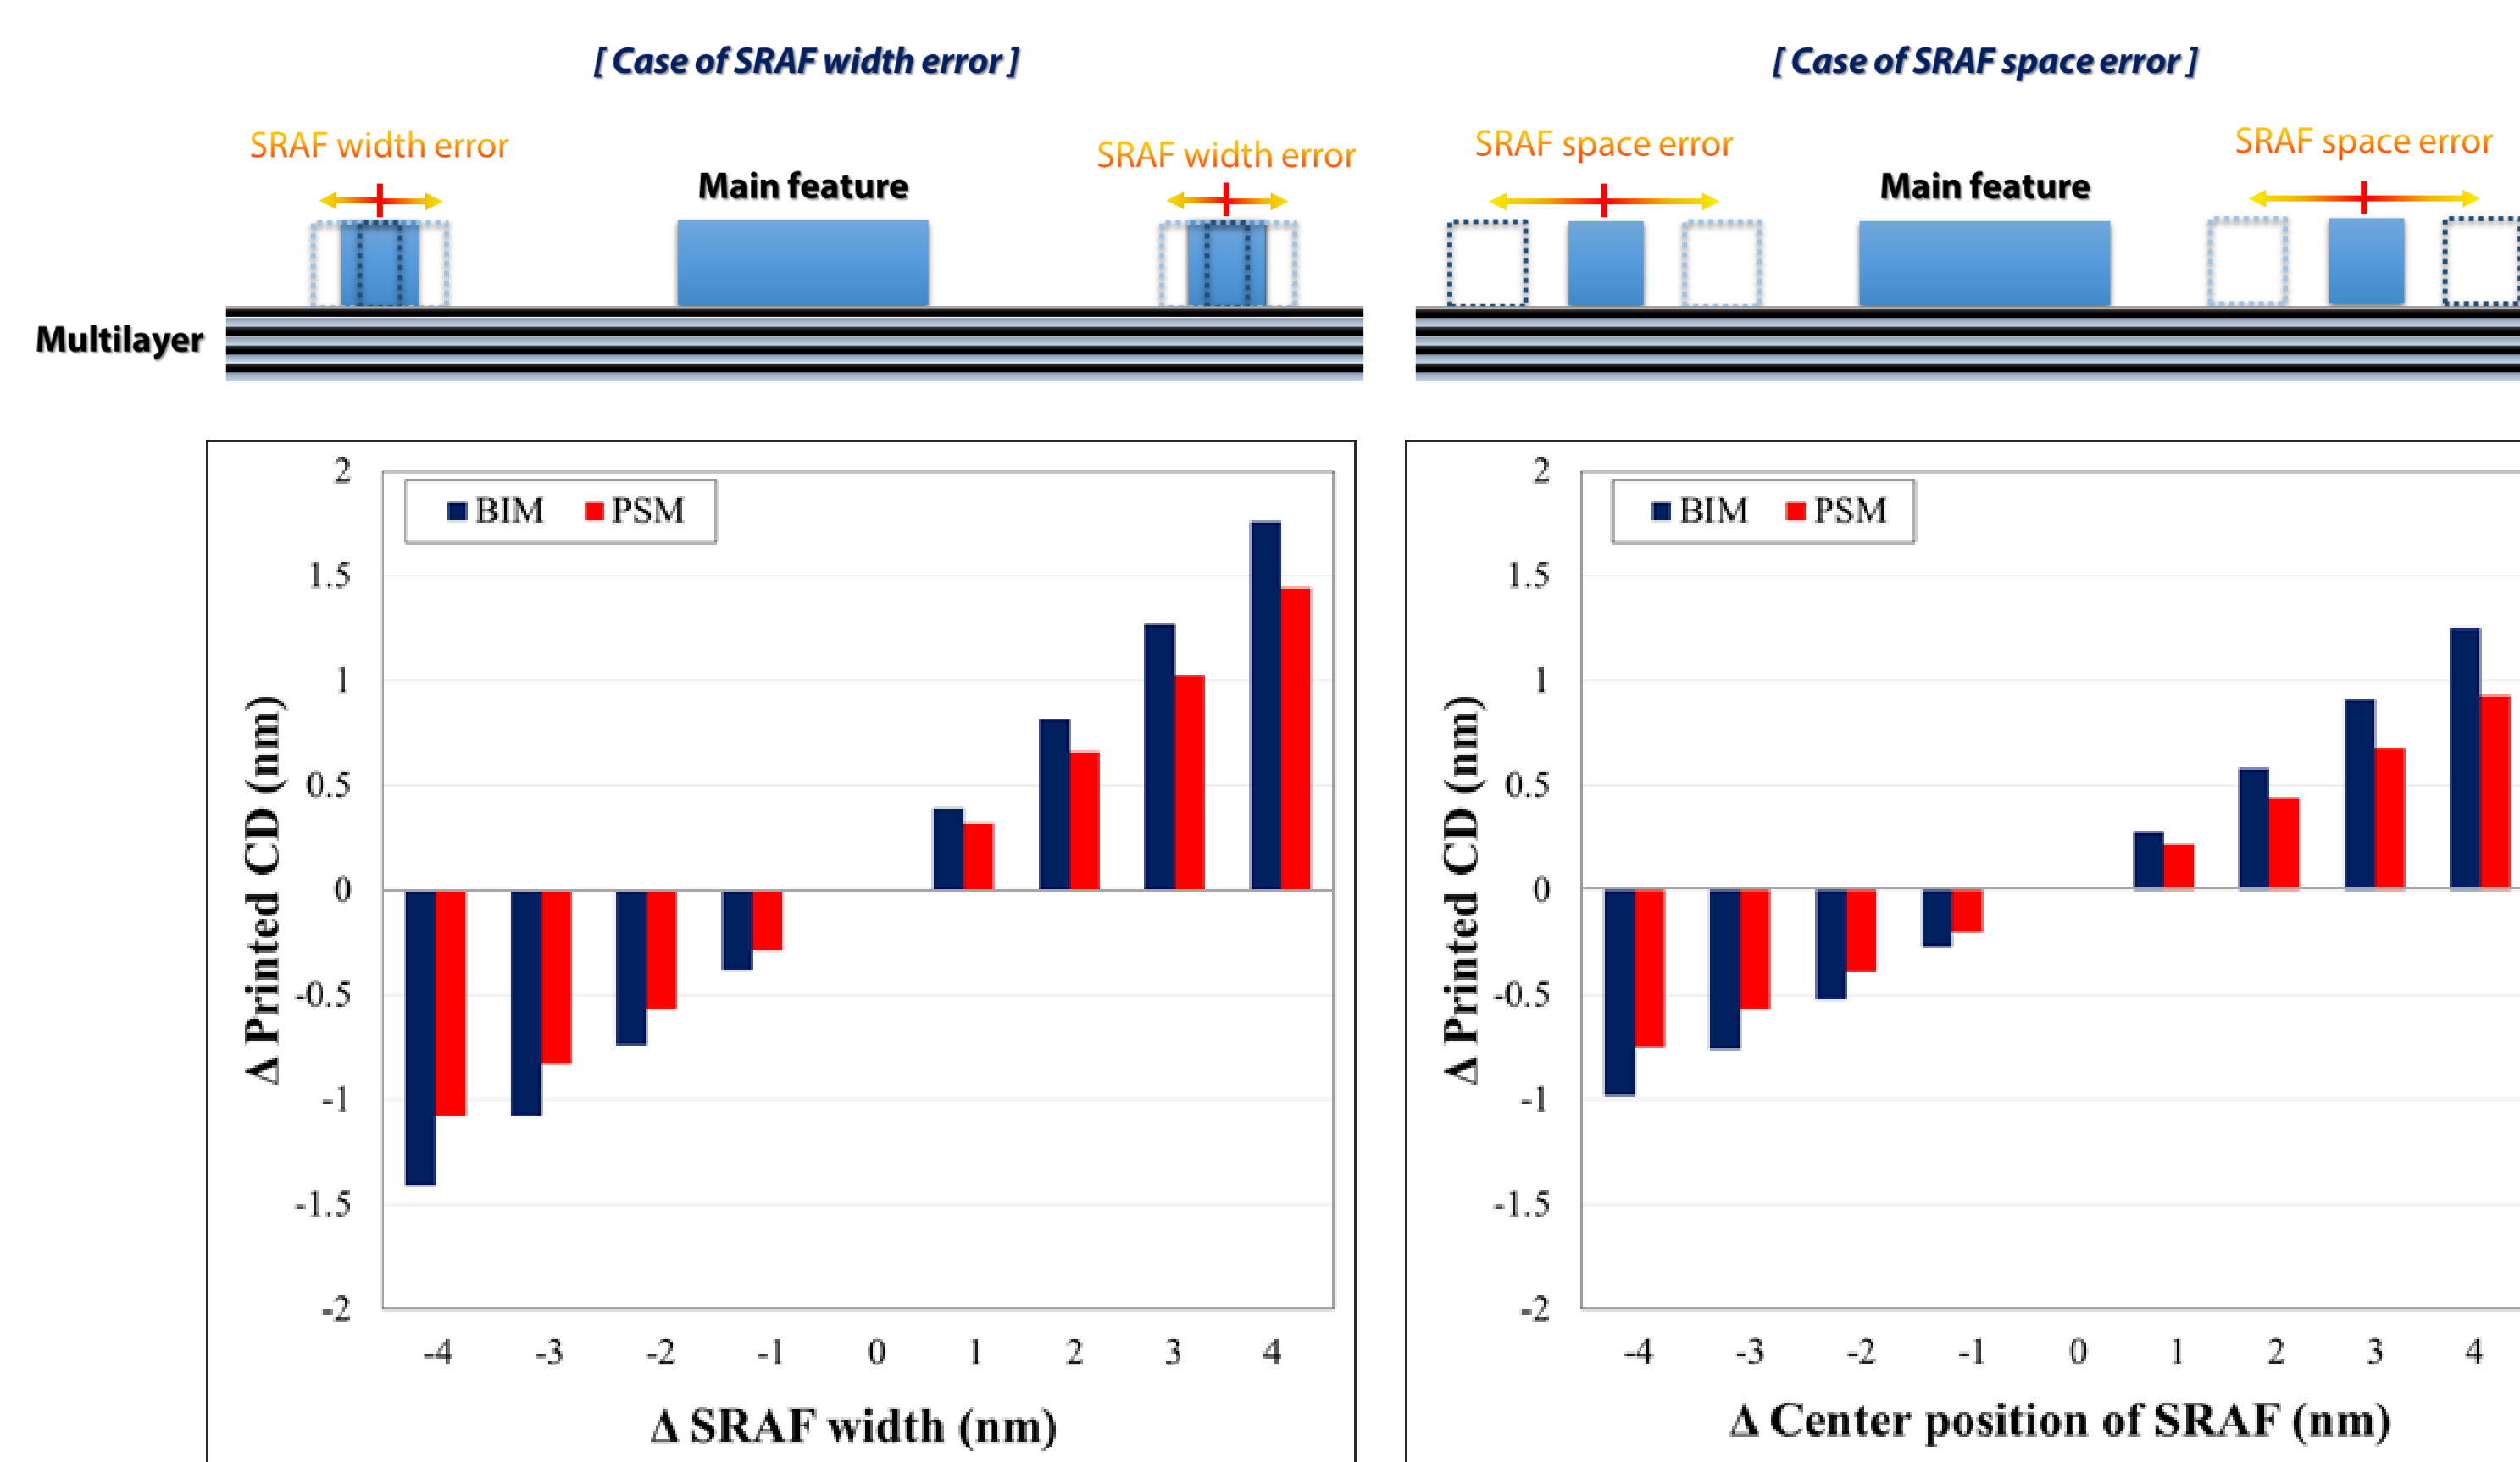 [ Case of SRAF width error ]
SRAF width error
SRAF width error
Main feature
Multilayer
[ Case of SRAF space error ]
SRAF space error
SRAF space error
Main feature
BIM PSM
2
1.5
1
0.5
0
-0.5
-1
-1.5
-2
Δ Printed CD (nm)
-4 -3 -2 -1 0 1 2 3 4
Δ SRAF width (nm)
BIM PSM
2
1.5
1
0.5
0
-0.5
-1
-1.5
-2
Δ Printed CD (nm)
-4 -3 -2 -1 0 1 2 3 4
Δ Center position of SRAF (nm)